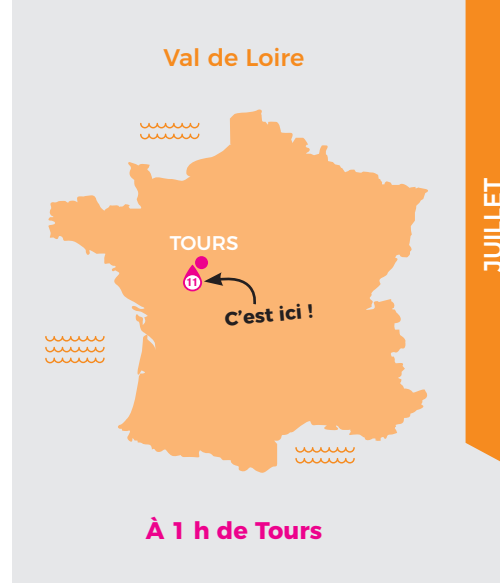 Val de Loire
JUILLET
TOURS
11
C’est ici !
À 1 h de Tours